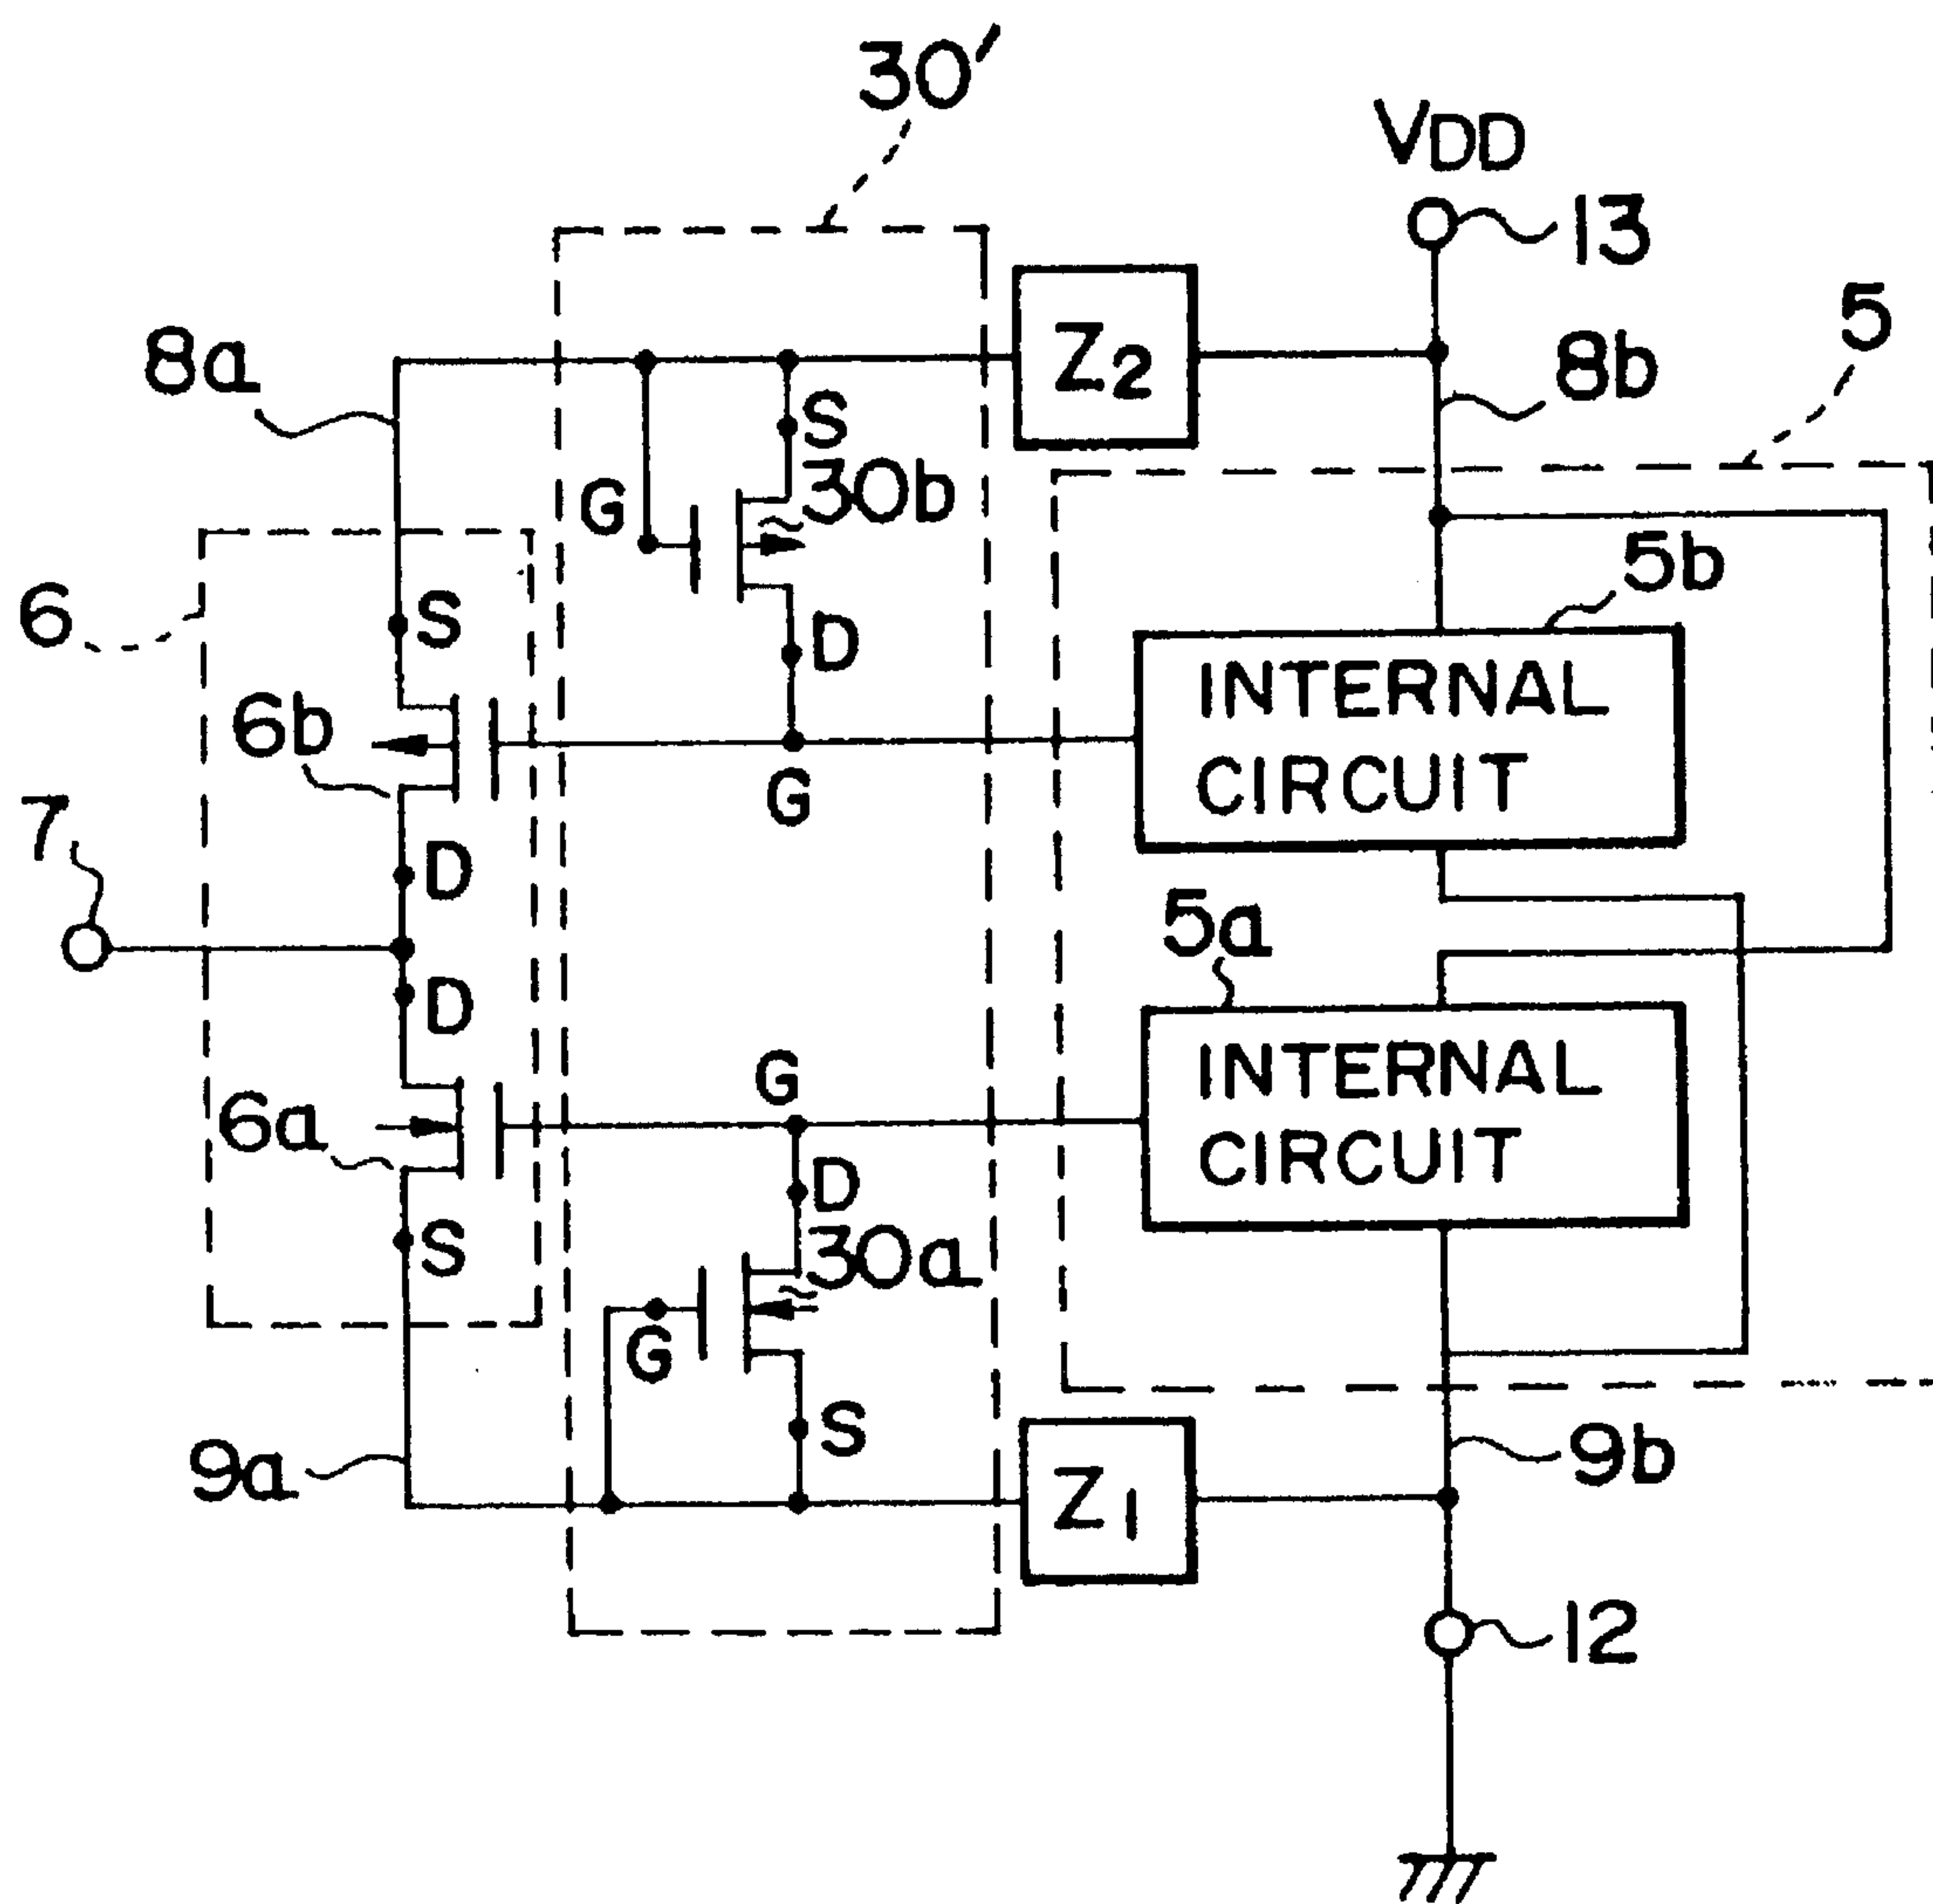 30′
VDD
13
5
8a
Z2
8b
S
30b
G
5b
6
S
D
6b
INTERNAL
CIRCUIT
G
7
D
5a
D
G
INTERNAL
CIRCUIT
6a
D
S
30a
G
S
9a
Z1
9b
12